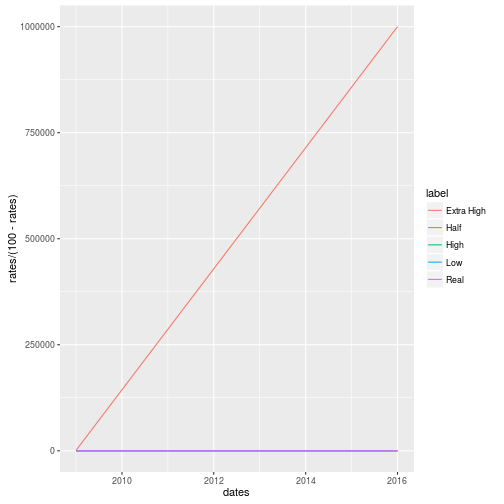 1000000
750000
500000
250000
0
rates/(100 - rates)
2010
2012
2014
2016
dates
label
Extra High
Half
High
Low
Real